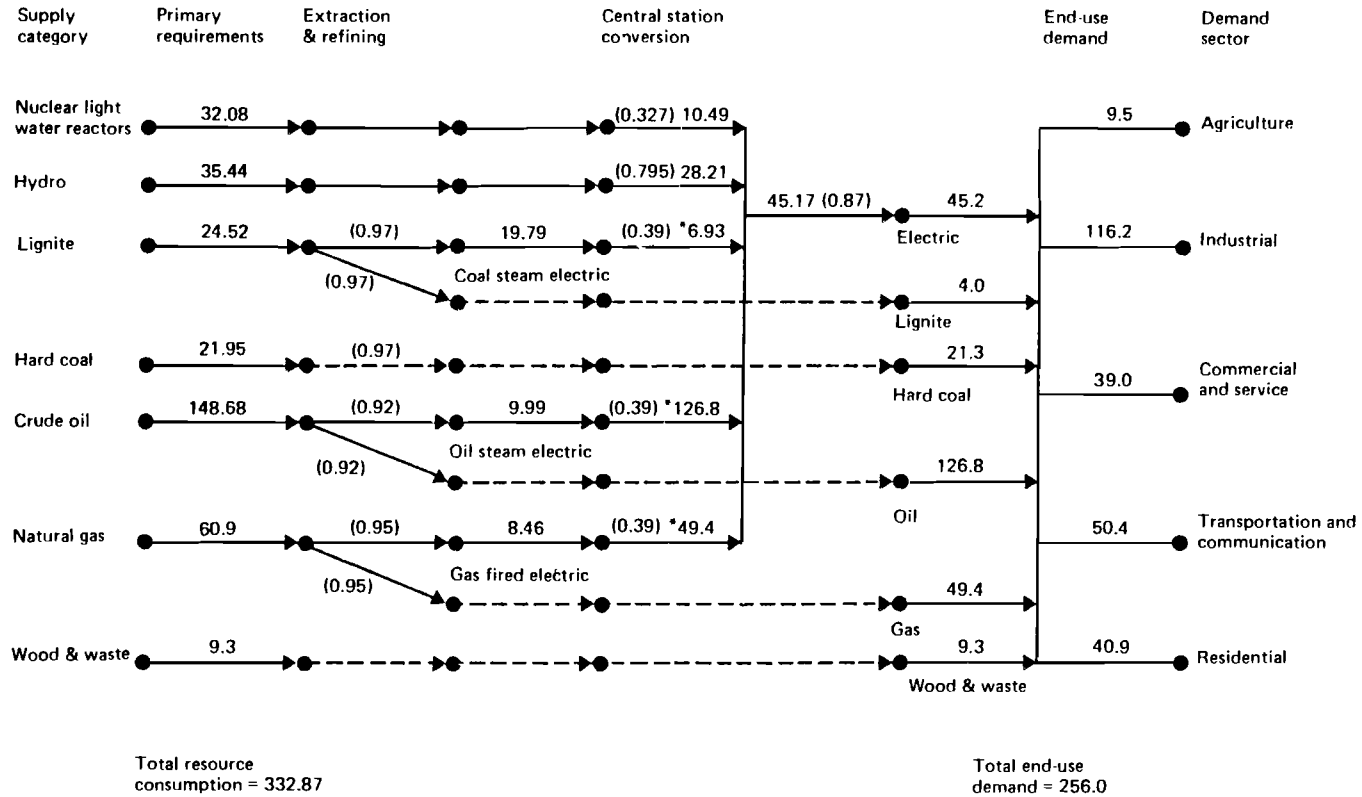 Supply category
Primary requirements
Extraction & refining
Central station conversion
End-use demand
Demand sector
Nuclear light water reactors
32.08
(0.327) 10.49
9.5
Agriculture
Hydro
35.44
(0.795) 28.21
45.17 (0.87)
45.2
Electric
Lignite
24.52
(0.97)
19.79
(0.39) *6.93
116.2
Industrial
(0.97)
Coal steam electric
4.0
Lignite
Hard coal
21.95
(0.97)
21.3
Hard coal
39.0
Commercial and service
Crude oil
148.68
(0.92)
9.99
(0.39) *126.8
(0.92)
Oil steam electric
126.8
Oil
Natural gas
60.9
(0.95)
8.46
(0.39) *49.4
50.4
Transportation and communication
(0.95)
Gas fired electric
49.4
Gas
Wood & waste
9.3
9.3
Wood & waste
40.9
Residential
Total resource consumption = 332.87
Total end-use demand = 256.0